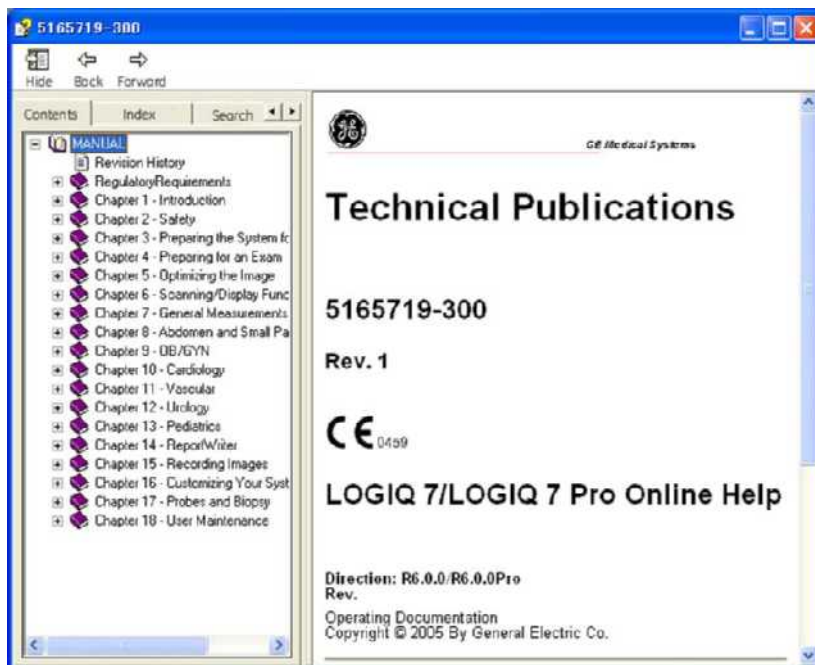 5165719-300
Hide Back Forward
Contents Index Search
MANUAL
Revision History
RegulatoryRequirements
Chapter 1 - Introduction
Chapter 2 - Safety
Chapter 3 - Preparing the System fo
Chapter 4 - Preparing for an Exam
Chapter 5 - Optimizing the Image
Chapter 6 - Scanning/Display Func
Chapter 7 - General Measurements
Chapter 8 - Abdomen and Small Pa
Chapter 9 - OB/GYN
Chapter 10 - Cardiology
Chapter 11 - Vascular
Chapter 12 - Urology
Chapter 13 - Pediatrics
Chapter 14 - ReportWriter
Chapter 15 - Recording Images
Chapter 16 - Customizing Your Syst
Chapter 17 - Probes and Biopsy
Chapter 18 - User Maintenance
GE
GE Medical Systems
Technical Publications
5165719-300
Rev. 1
CE 0459
LOGIQ 7/LOGIQ 7 Pro Online Help
Direction: R6.0.0/R6.0.0Pro
Rev.
Operating Documentation
Copyright © 2005 By General Electric Co.